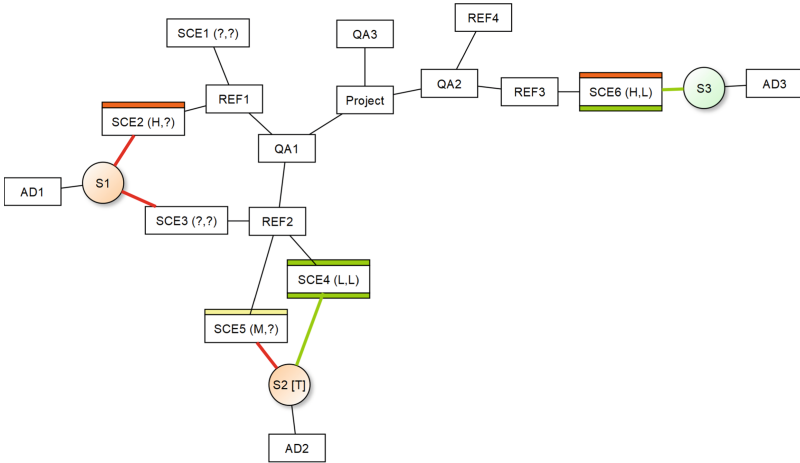 REF4
SCE1 (?,?)
QA3
QA2
AD3
REF3
SCE6 (H,L)
S3
REF1
Project
SCE2 (H,?)
QA1
S1
AD1
SCE3 (?,?)
REF2
SCE4 (L,L)
SCE5 (M,?)
S2 [T]
AD2